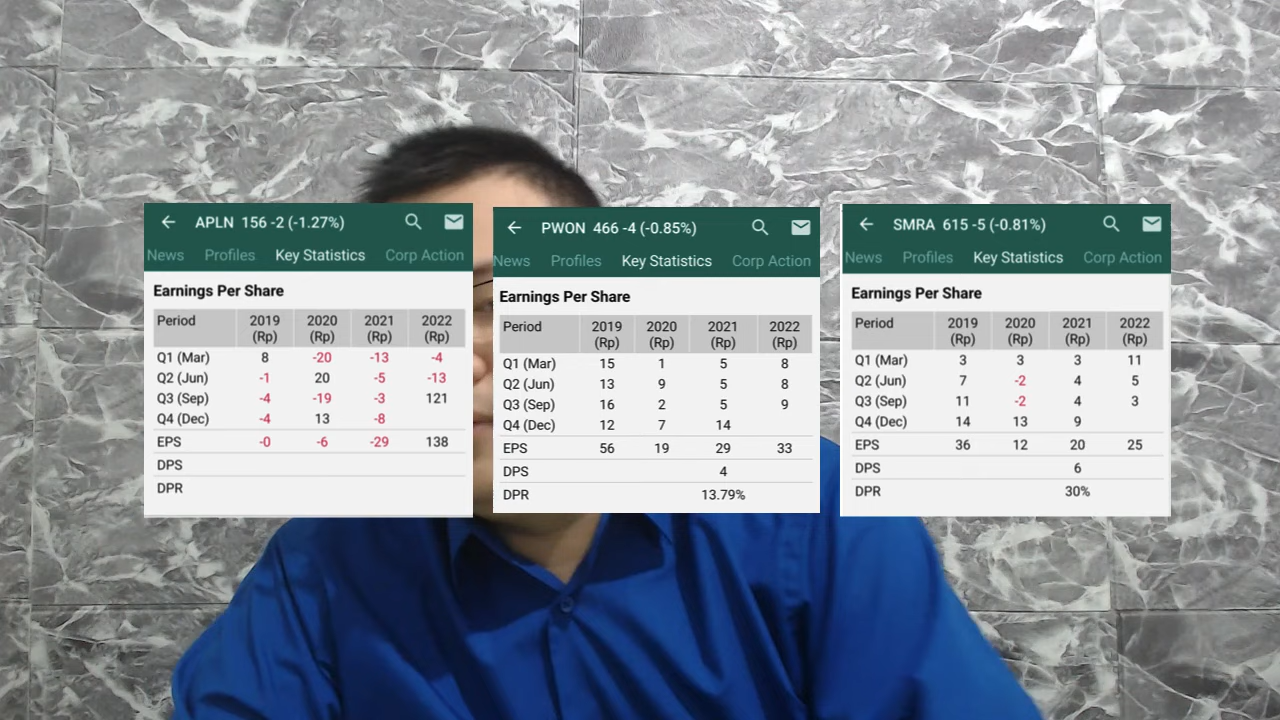 APLN 156 -2 (-1.27%)
News Profiles Key Statistics Corp Action
Earnings Per Share
Period 2019 (Rp) 2020 (Rp) 2021 (Rp) 2022 (Rp)
Q1 (Mar) 8 -20 -13 -4
Q2 (Jun) -1 20 -5 -13
Q3 (Sep) -4 -19 -3 121
Q4 (Dec) -4 13 -8
EPS -0 -6 -29 138
DPS
DPR
PWON 466 -4 (-0.85%)
News Profiles Key Statistics Corp Action
Earnings Per Share
Period 2019 (Rp) 2020 (Rp) 2021 (Rp) 2022 (Rp)
Q1 (Mar) 15 1 5 8
Q2 (Jun) 13 9 5 8
Q3 (Sep) 16 2 5 9
Q4 (Dec) 12 7 14
EPS 56 19 29 33
DPS 4
DPR 13.79%
SMRA 615 -5 (-0.81%)
News Profiles Key Statistics Corp Action
Earnings Per Share
Period 2019 (Rp) 2020 (Rp) 2021 (Rp) 2022 (Rp)
Q1 (Mar) 3 3 3 11
Q2 (Jun) 7 -2 4 5
Q3 (Sep) 11 -2 4 3
Q4 (Dec) 14 13 9
EPS 36 12 20 25
DPS 6
DPR 30%